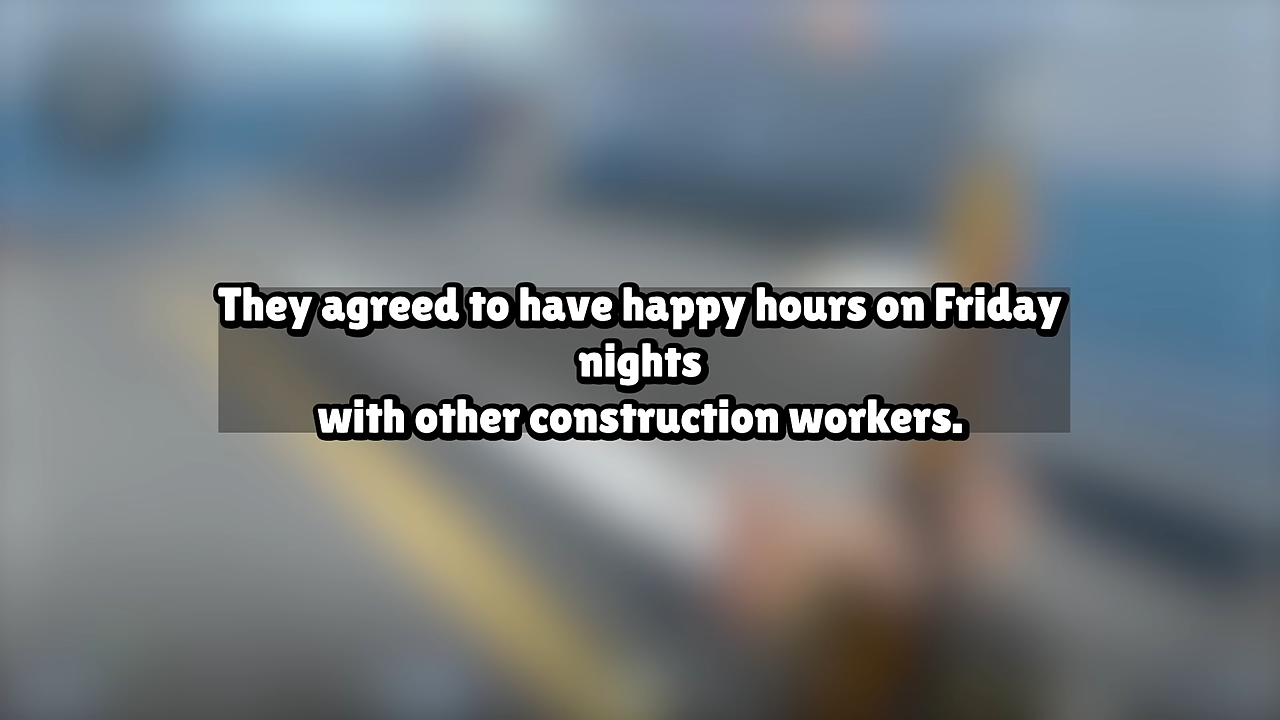 They agreed to have happy hours on Friday
nights
with other construction workers.